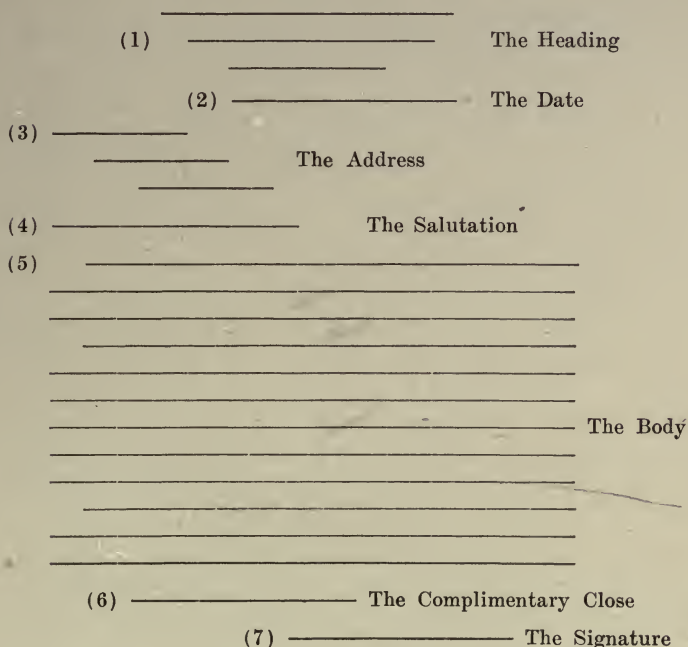 (1) The Heading
(2) The Date
(3)
The Address
(4) The Salutation
(5)
The Body
(6) The Complimentary Close
(7) The Signature